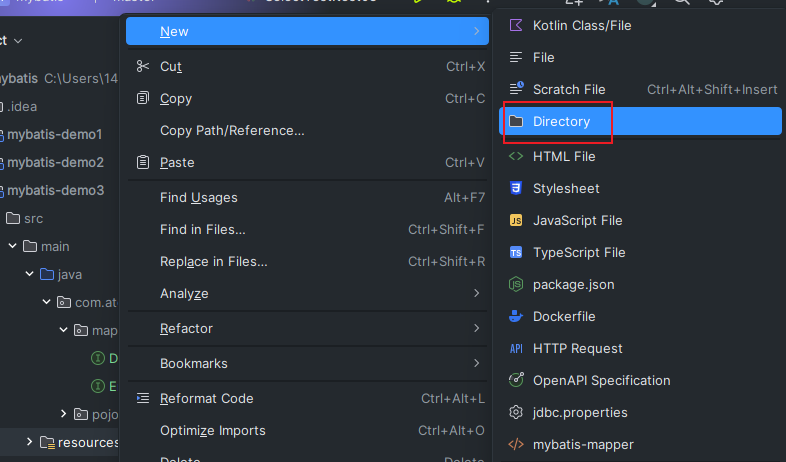 ct
mybatis C:\Users\14
.idea
mybatis-demo1
mybatis-demo2
mybatis-demo3
src
main
java
com.at
map
D
E
pojo
resources
New
Cut Ctrl+X
Copy Ctrl+C
Copy Path/Reference...
Paste Ctrl+V
Find Usages Alt+F7
Find in Files... Ctrl+Shift+F
Replace in Files... Ctrl+Shift+R
Analyze
Refactor
Bookmarks
Reformat Code Ctrl+Alt+L
Optimize Imports Ctrl+Alt+O
Delete Delete
Kotlin Class/File
File
Scratch File Ctrl+Alt+Shift+Insert
Directory
HTML File
Stylesheet
JS JavaScript File
TS TypeScript File
package.json
Dockerfile
API HTTP Request
OpenAPI Specification
jdbc.properties
mybatis-mapper